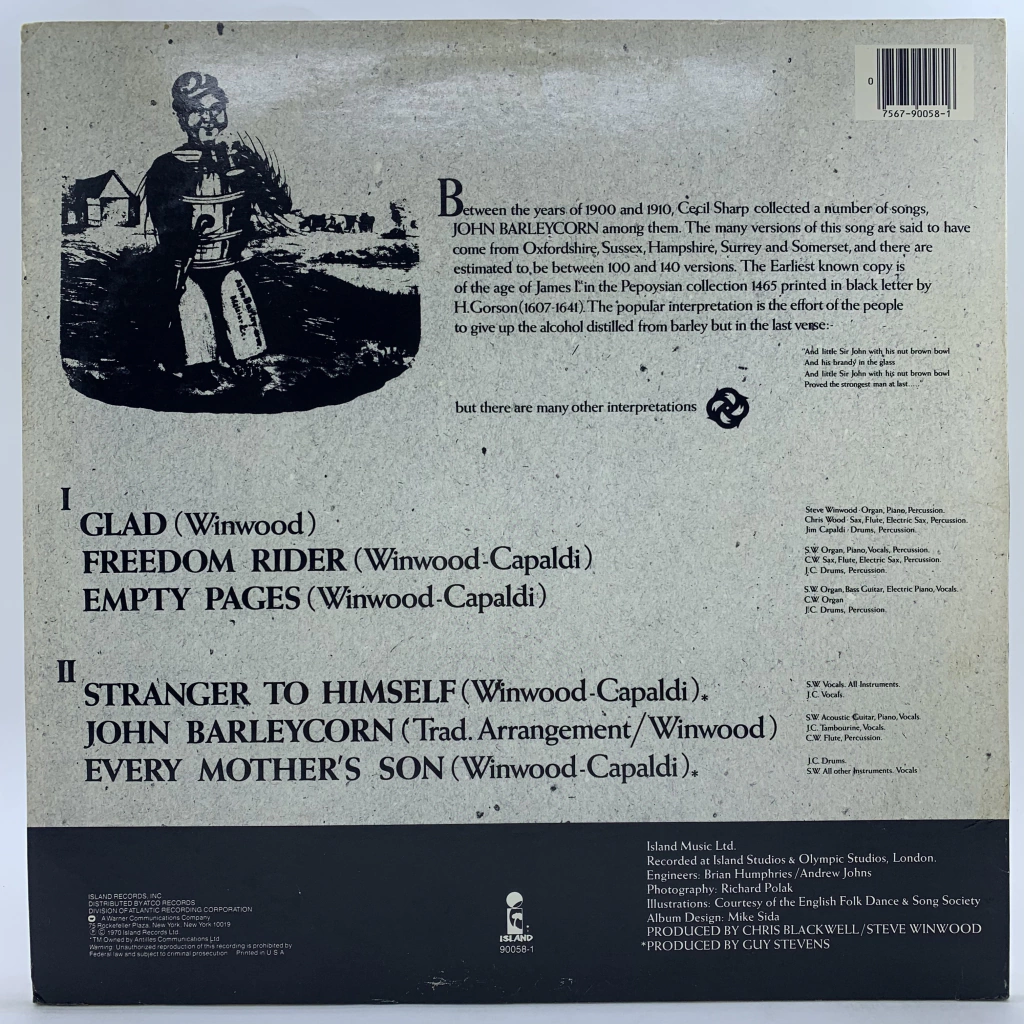 0
7567-90058-1
Between the years of 1900 and 1910, Cecil Sharp collected a number of songs,
JOHN BARLEYCORN among them. The many versions of this song are said to have
come from Oxfordshire, Sussex, Hampshire, Surrey and Somerset, and there are
estimated to be between 100 and 140 versions. The Earliest known copy is
of the age of James I. in the Pepoysian collection 1465 printed in black letter by
H.Gorson (1607-1641). The popular interpretation is the effort of the people
to give up the alcohol distilled from barley but in the last verse:-
"And little Sir John with his nut brown bowl
And his brandy in the glass
And little Sir John with his nut brown bowl
Proved the strongest man at last....."
but there are many other interpretations
I
GLAD (Winwood)
FREEDOM RIDER (Winwood-Capaldi)
EMPTY PAGES (Winwood-Capaldi)
Steve Winwood-Organ, Piano, Percussion.
Chris Wood-Sax, Flute, Electric Sax, Percussion.
Jim Capaldi-Drums, Percussion.
S.W. Organ, Piano, Vocals, Percussion.
C.W. Sax, Flute, Electric Sax, Percussion.
J.C. Drums, Percussion.
S.W. Organ, Bass Guitar, Electric Piano, Vocals.
C.W. Organ
J.C. Drums, Percussion.
II
STRANGER TO HIMSELF (Winwood-Capaldi).*
JOHN BARLEYCORN (Trad. Arrangement/Winwood)
EVERY MOTHER'S SON (Winwood-Capaldi).*
S.W. Vocals. All Instruments.
J.C. Vocals.
S.W. Acoustic Guitar, Piano, Vocals.
J.C. Tambourine, Vocals.
C.W. Flute, Percussion.
J.C. Drums.
S.W. All other Instruments. Vocals
ISLAND RECORDS, INC.
DISTRIBUTED BY ATCO RECORDS
DIVISION OF ATLANTIC RECORDING CORPORATION
A Warner Communications Company
75 Rockefeller Plaza, New York, New York 10019
℗ © 1970 Island Records Ltd.
*TM Owned by Antilles Communications Ltd
Warning: Unauthorized reproduction of this recording is prohibited by
Federal law and subject to criminal prosecution. Printed in U S A
ISLAND
90058-1
Island Music Ltd.
Recorded at Island Studios & Olympic Studios, London.
Engineers: Brian Humphries/Andrew Johns
Photography: Richard Polak
Illustrations: Courtesy of the English Folk Dance & Song Society
Album Design: Mike Sida
PRODUCED BY CHRIS BLACKWELL/STEVE WINWOOD
*PRODUCED BY GUY STEVENS